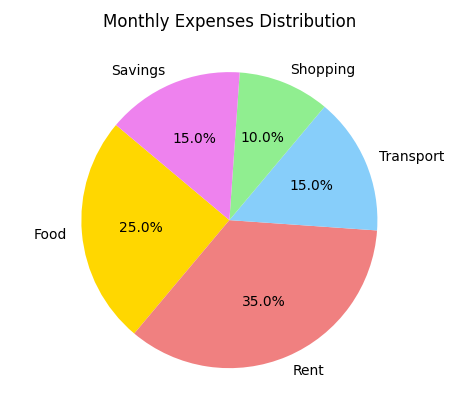 Monthly Expenses Distribution
Savings
Shopping
Transport
Food
Rent
15.0%
10.0%
15.0%
25.0%
35.0%